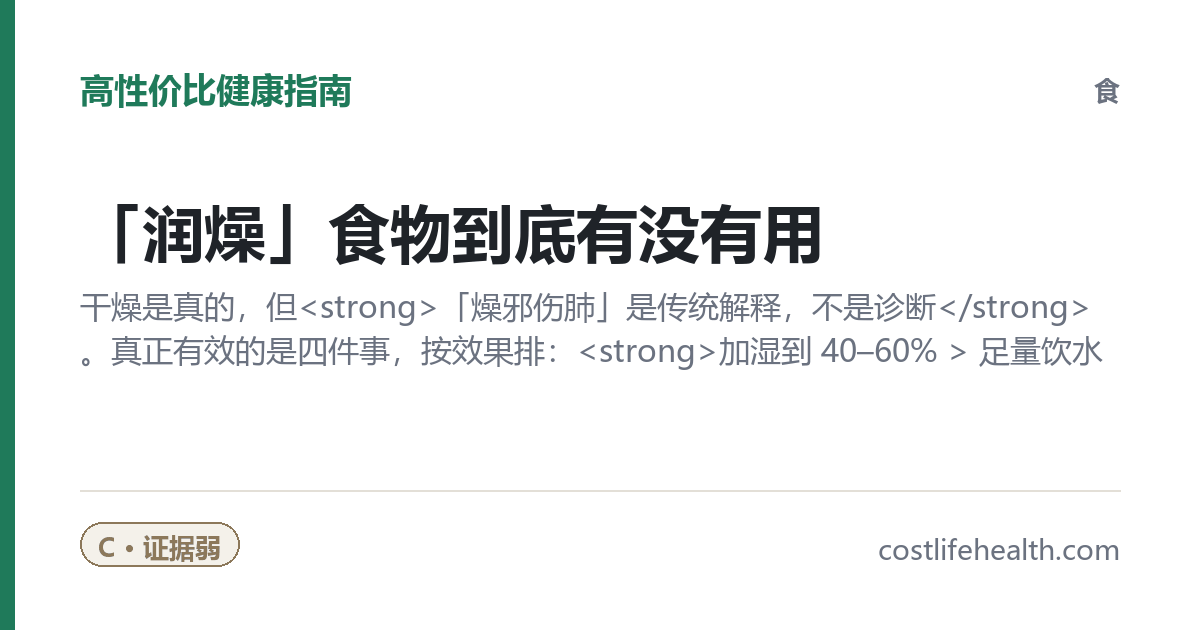 高性价比健康指南
食
「润燥」食物到底有没有用
干燥是真的，但<strong>「燥邪伤肺」是传统解释，不是诊断</strong>
。真正有效的是四件事，按效果排：<strong>加湿到 40–60% > 足量饮水
C · 证据弱
costlifehealth.com